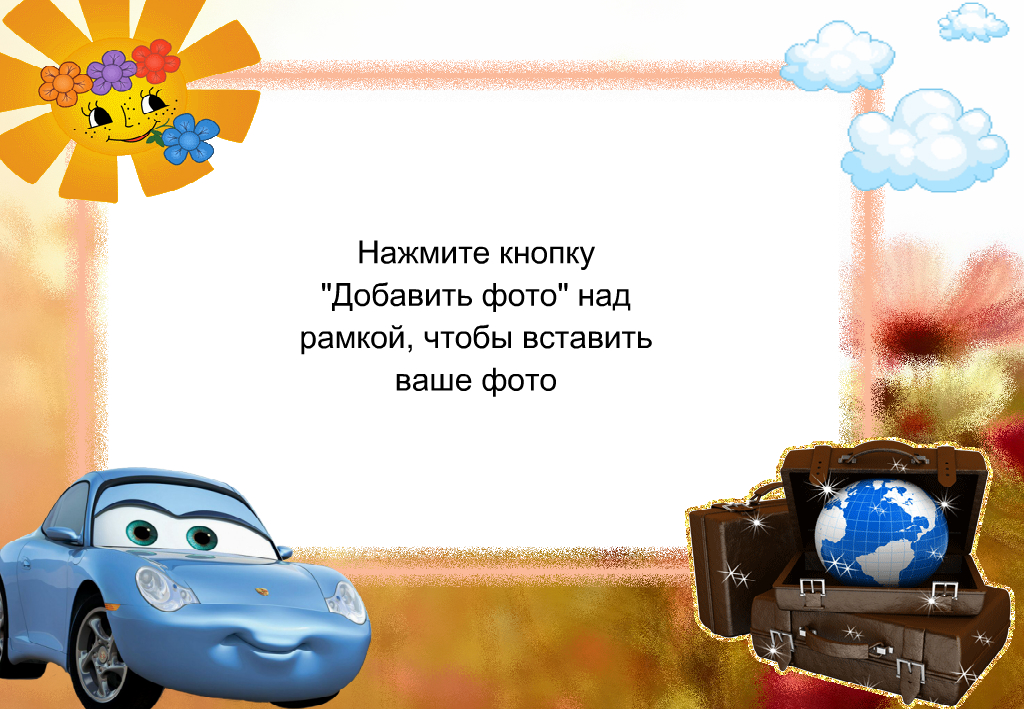 Нажмите кнопку
"Добавить фото" над
рамкой, чтобы вставить
ваше фото